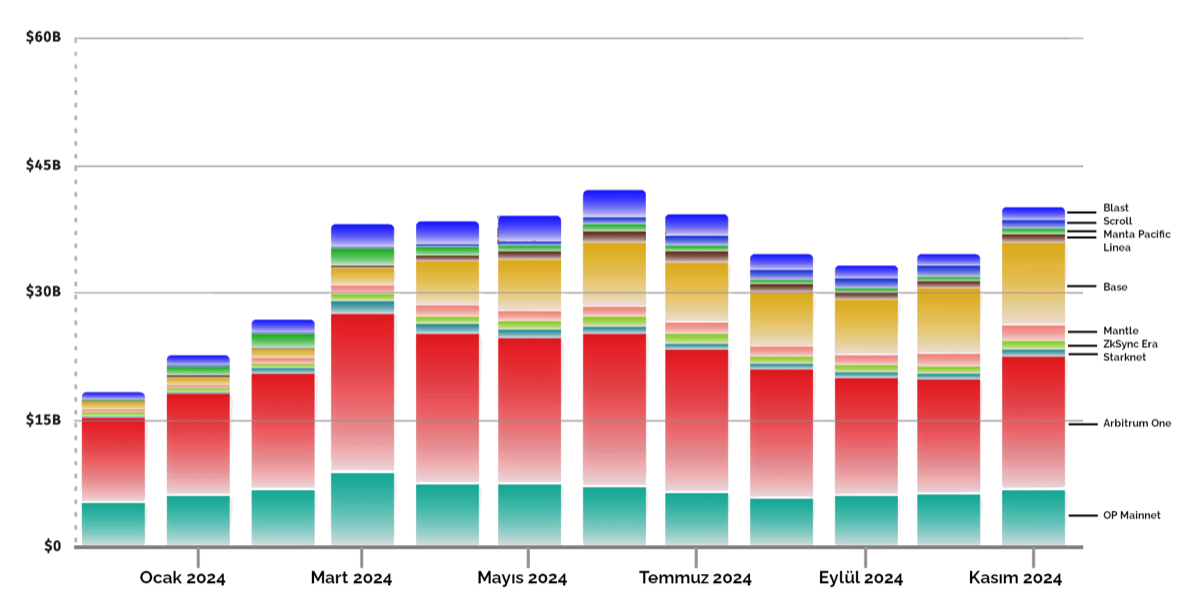 $60B
$45B
$30B
$15B
$0
Ocak 2024
Mart 2024
Mayıs 2024
Temmuz 2024
Eylül 2024
Kasım 2024
Blast
Scroll
Manta Pacific
Linea
Base
Mantle
ZkSync Era
Starknet
Arbitrum One
OP Mainnet